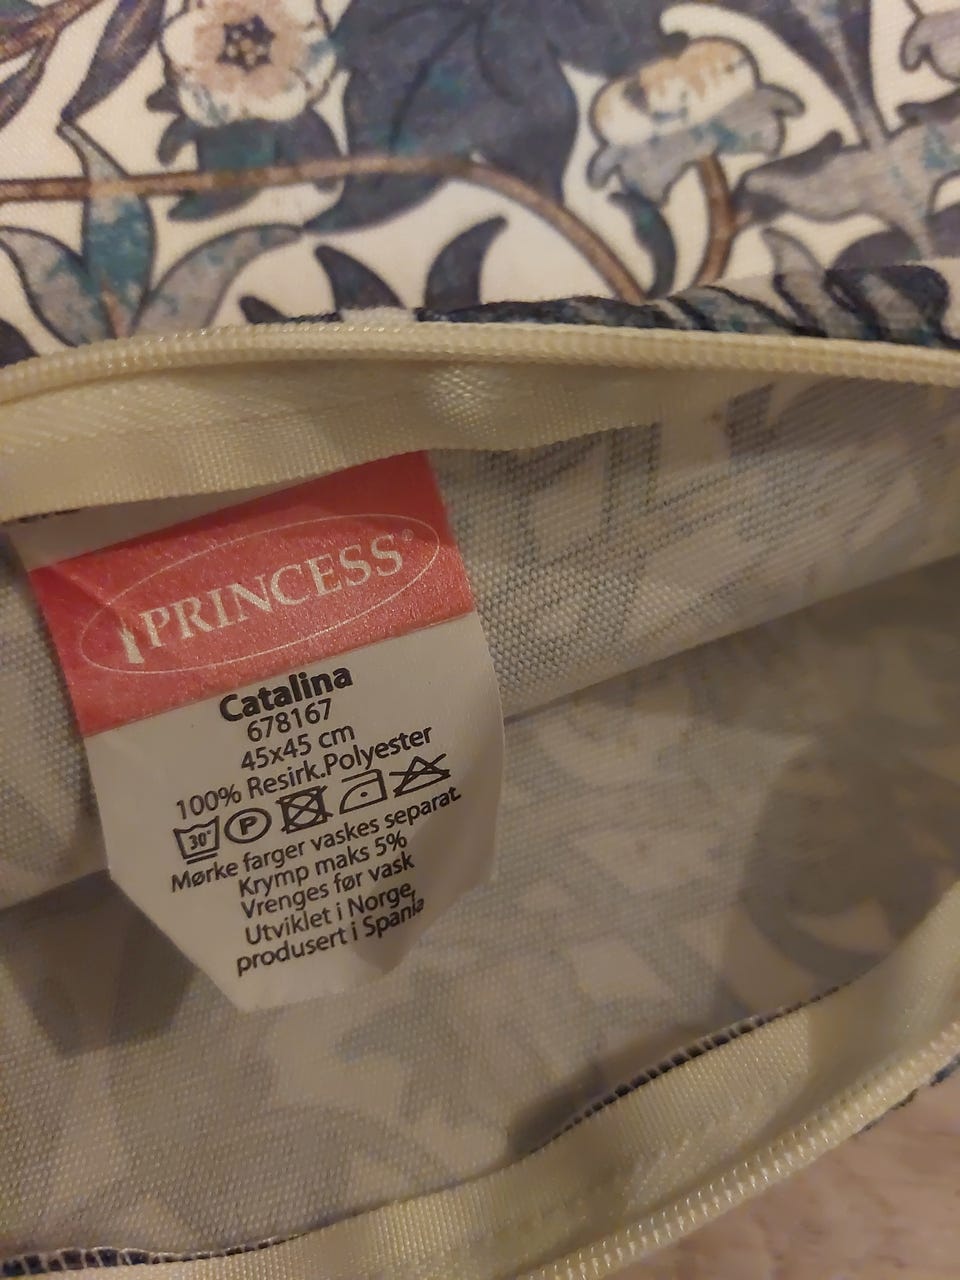 PRINCESS®
Catalina
678167
45x45 cm
100% Resirk.Polyester
30° P
Mørke farger vaskes separat.
Krymp maks 5%
Vrenges før vask
Utviklet i Norge,
produsert i Spania